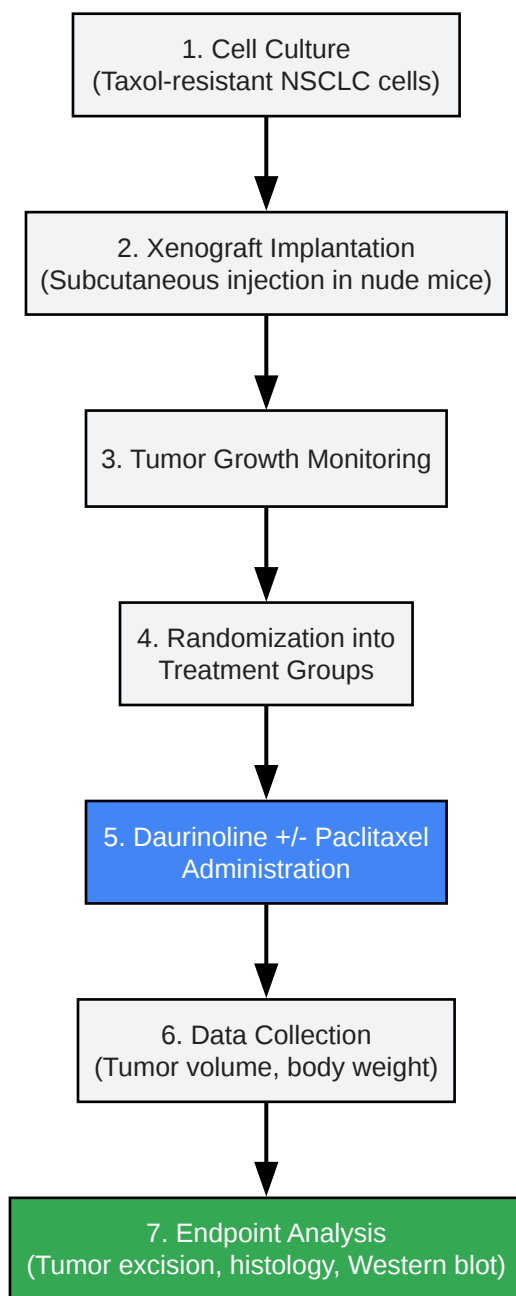 1. Cell Culture
(Taxol-resistant NSCLC cells)
2. Xenograft Implantation
(Subcutaneous injection in nude mice)
3. Tumor Growth Monitoring
4. Randomization into
Treatment Groups
5. Daurinoline +/- Paclitaxel
Administration
6. Data Collection
(Tumor volume, body weight)
7. Endpoint Analysis
(Tumor excision, histology, Western blot)